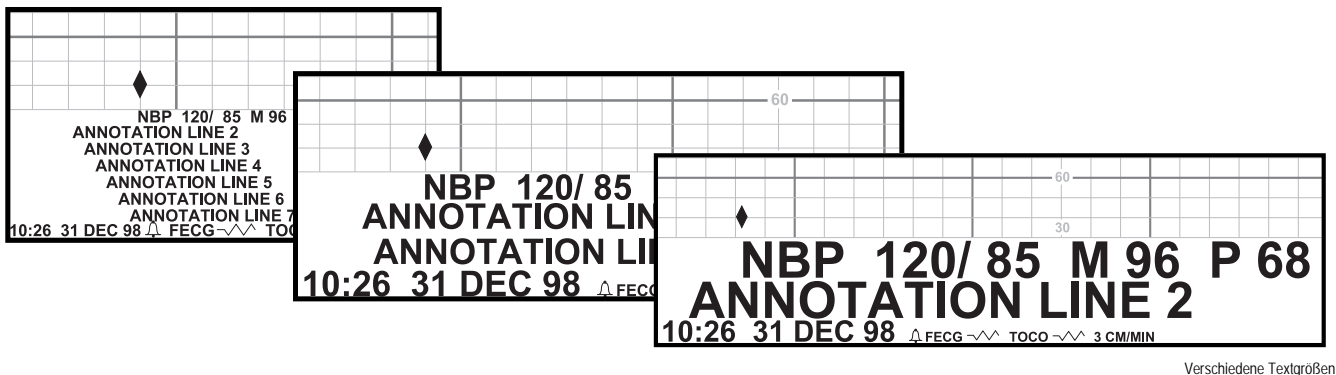 NBP 120/ 85 M 96
ANNOTATION LINE 2
ANNOTATION LINE 3
ANNOTATION LINE 4
ANNOTATION LINE 5
ANNOTATION LINE 6
ANNOTATION LINE 7
10:26 31 DEC 98 FECG TOC
60
NBP 120/ 85
ANNOTATION LIN
ANNOTATION LI
10:26 31 DEC 98 FECG
60
30
NBP 120/ 85 M 96 P 68
ANNOTATION LINE 2
10:26 31 DEC 98 FECG TOCO 3 CM/MIN
Verschiedene Textgrößen